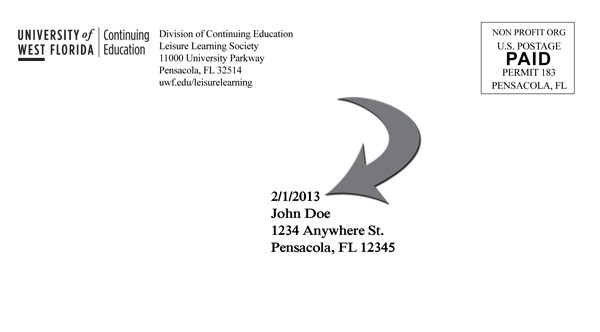 UNIVERSITY of
WEST FLORIDA
Continuing
Education
Division of Continuing Education
Leisure Learning Society
11000 University Parkway
Pensacola, FL 32514
uwf.edu/leisurelearning
NON PROFIT ORG
U.S. POSTAGE
PAID
PERMIT 183
PENSACOLA, FL
2/1/2013
John Doe
1234 Anywhere St.
Pensacola, FL 12345